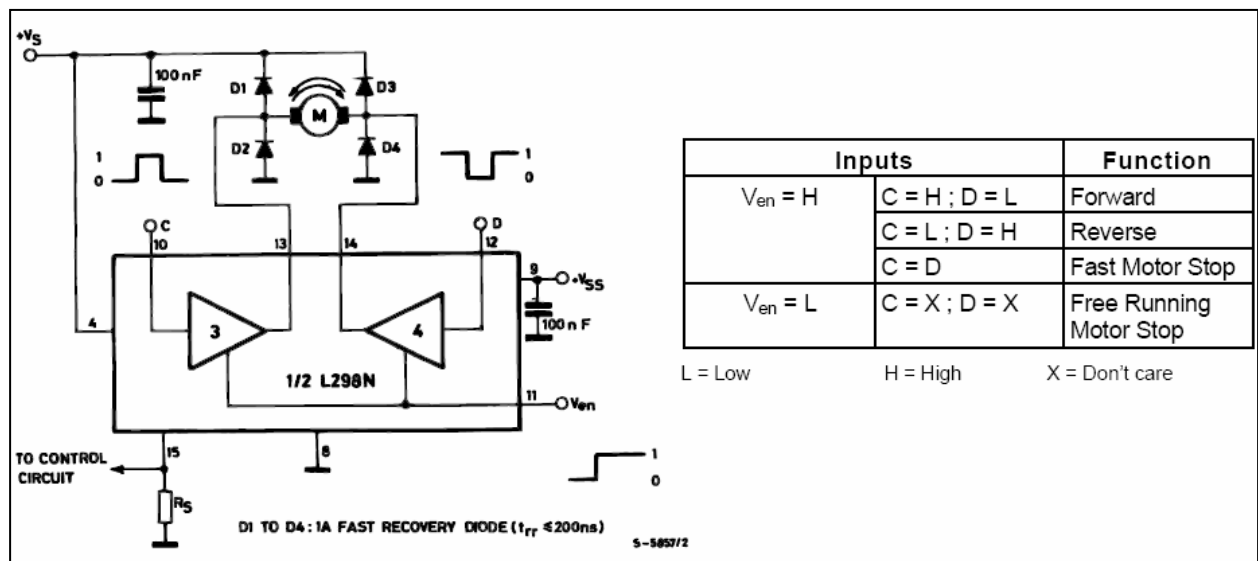 +VS
100 nF
D1
D3
M
D2
D4
1
0
1
0
C
D
10
13
14
12
9
+VSS
100 n F
4
3
4
1/2 L298N
11
Ven
15
8
TO CONTROL
CIRCUIT
RS
1
0
D1 TO D4 : 1A FAST RECOVERY DIODE ( trr ≤ 200ns )
S-5857/2
Inputs Function
Ven = H C = H ; D = L Forward
C = L ; D = H Reverse
C = D Fast Motor Stop
Ven = L C = X ; D = X Free Running
Motor Stop
L = Low H = High X = Don't care